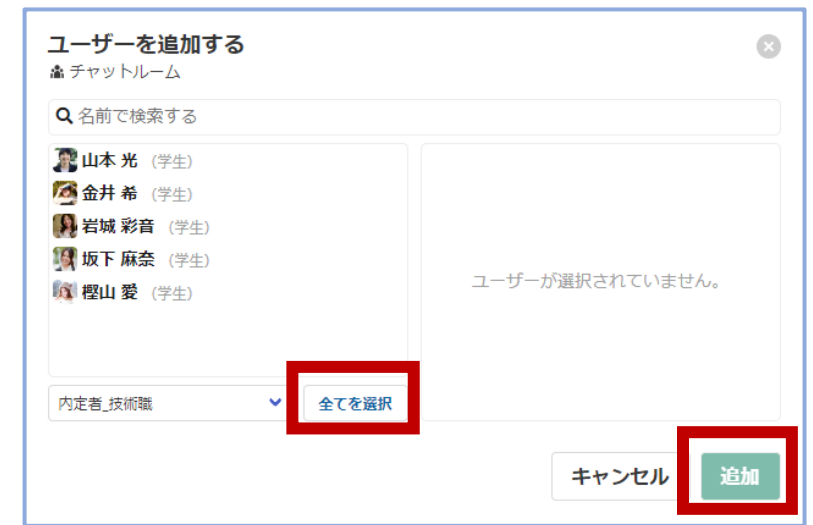 ユーザーを追加する
チャットルーム
名前で検索する
山本 光 (学生)
金井 希 (学生)
岩城 彩音 (学生)
坂下 麻奈 (学生)
樫山 愛 (学生)
ユーザーが選択されていません。
内定者_技術職 全てを選択
キャンセル 追加